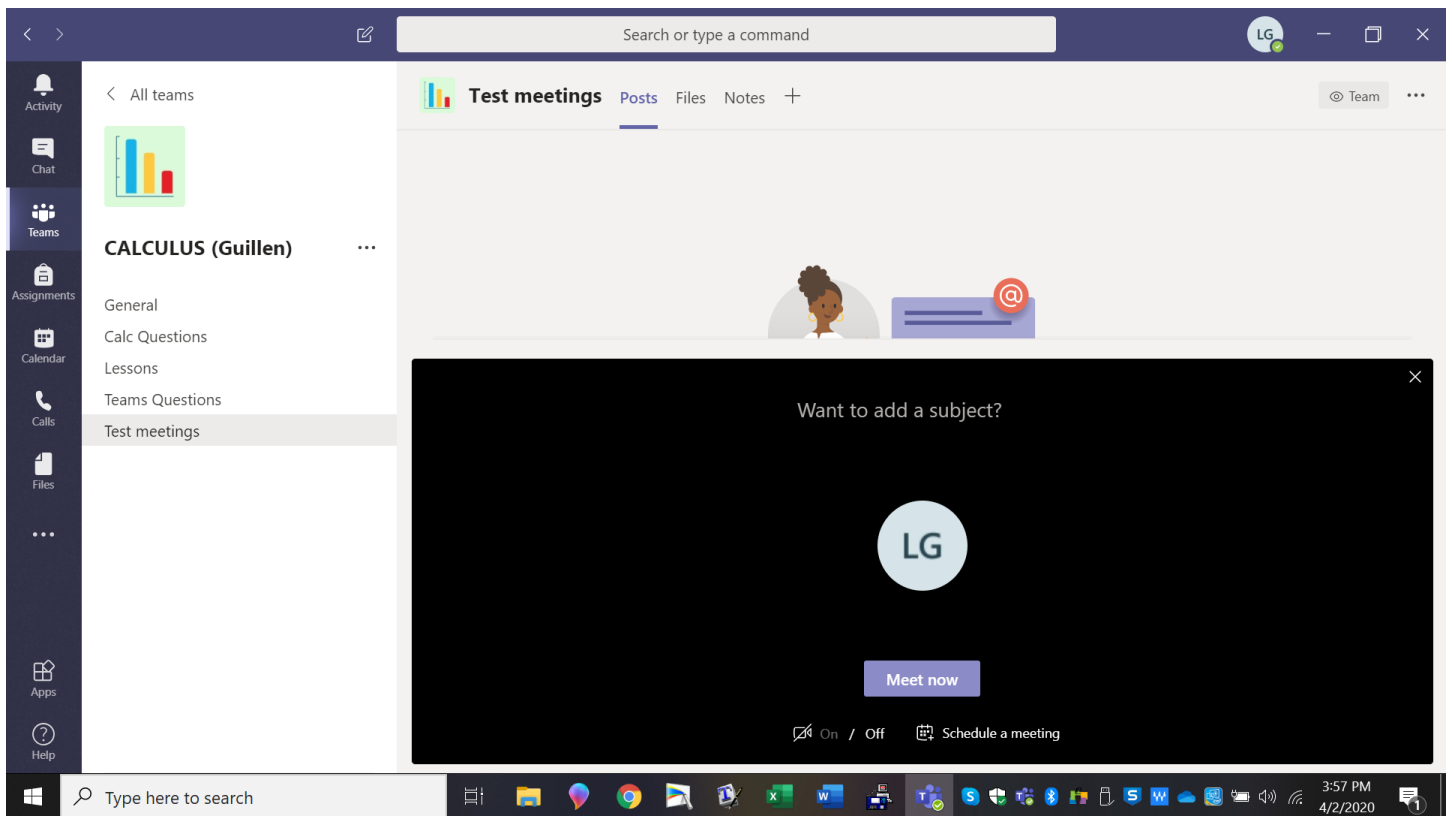 Search or type a command
LG
Activity
Chat
Teams
Assignments
Calendar
Calls
Files
Apps
Help
All teams
CALCULUS (Guillen)
General
Calc Questions
Lessons
Teams Questions
Test meetings
Test meetings Posts Files Notes
Team
@
Want to add a subject?
LG
Meet now
On / Off Schedule a meeting
Type here to search
3:57 PM
4/2/2020
1